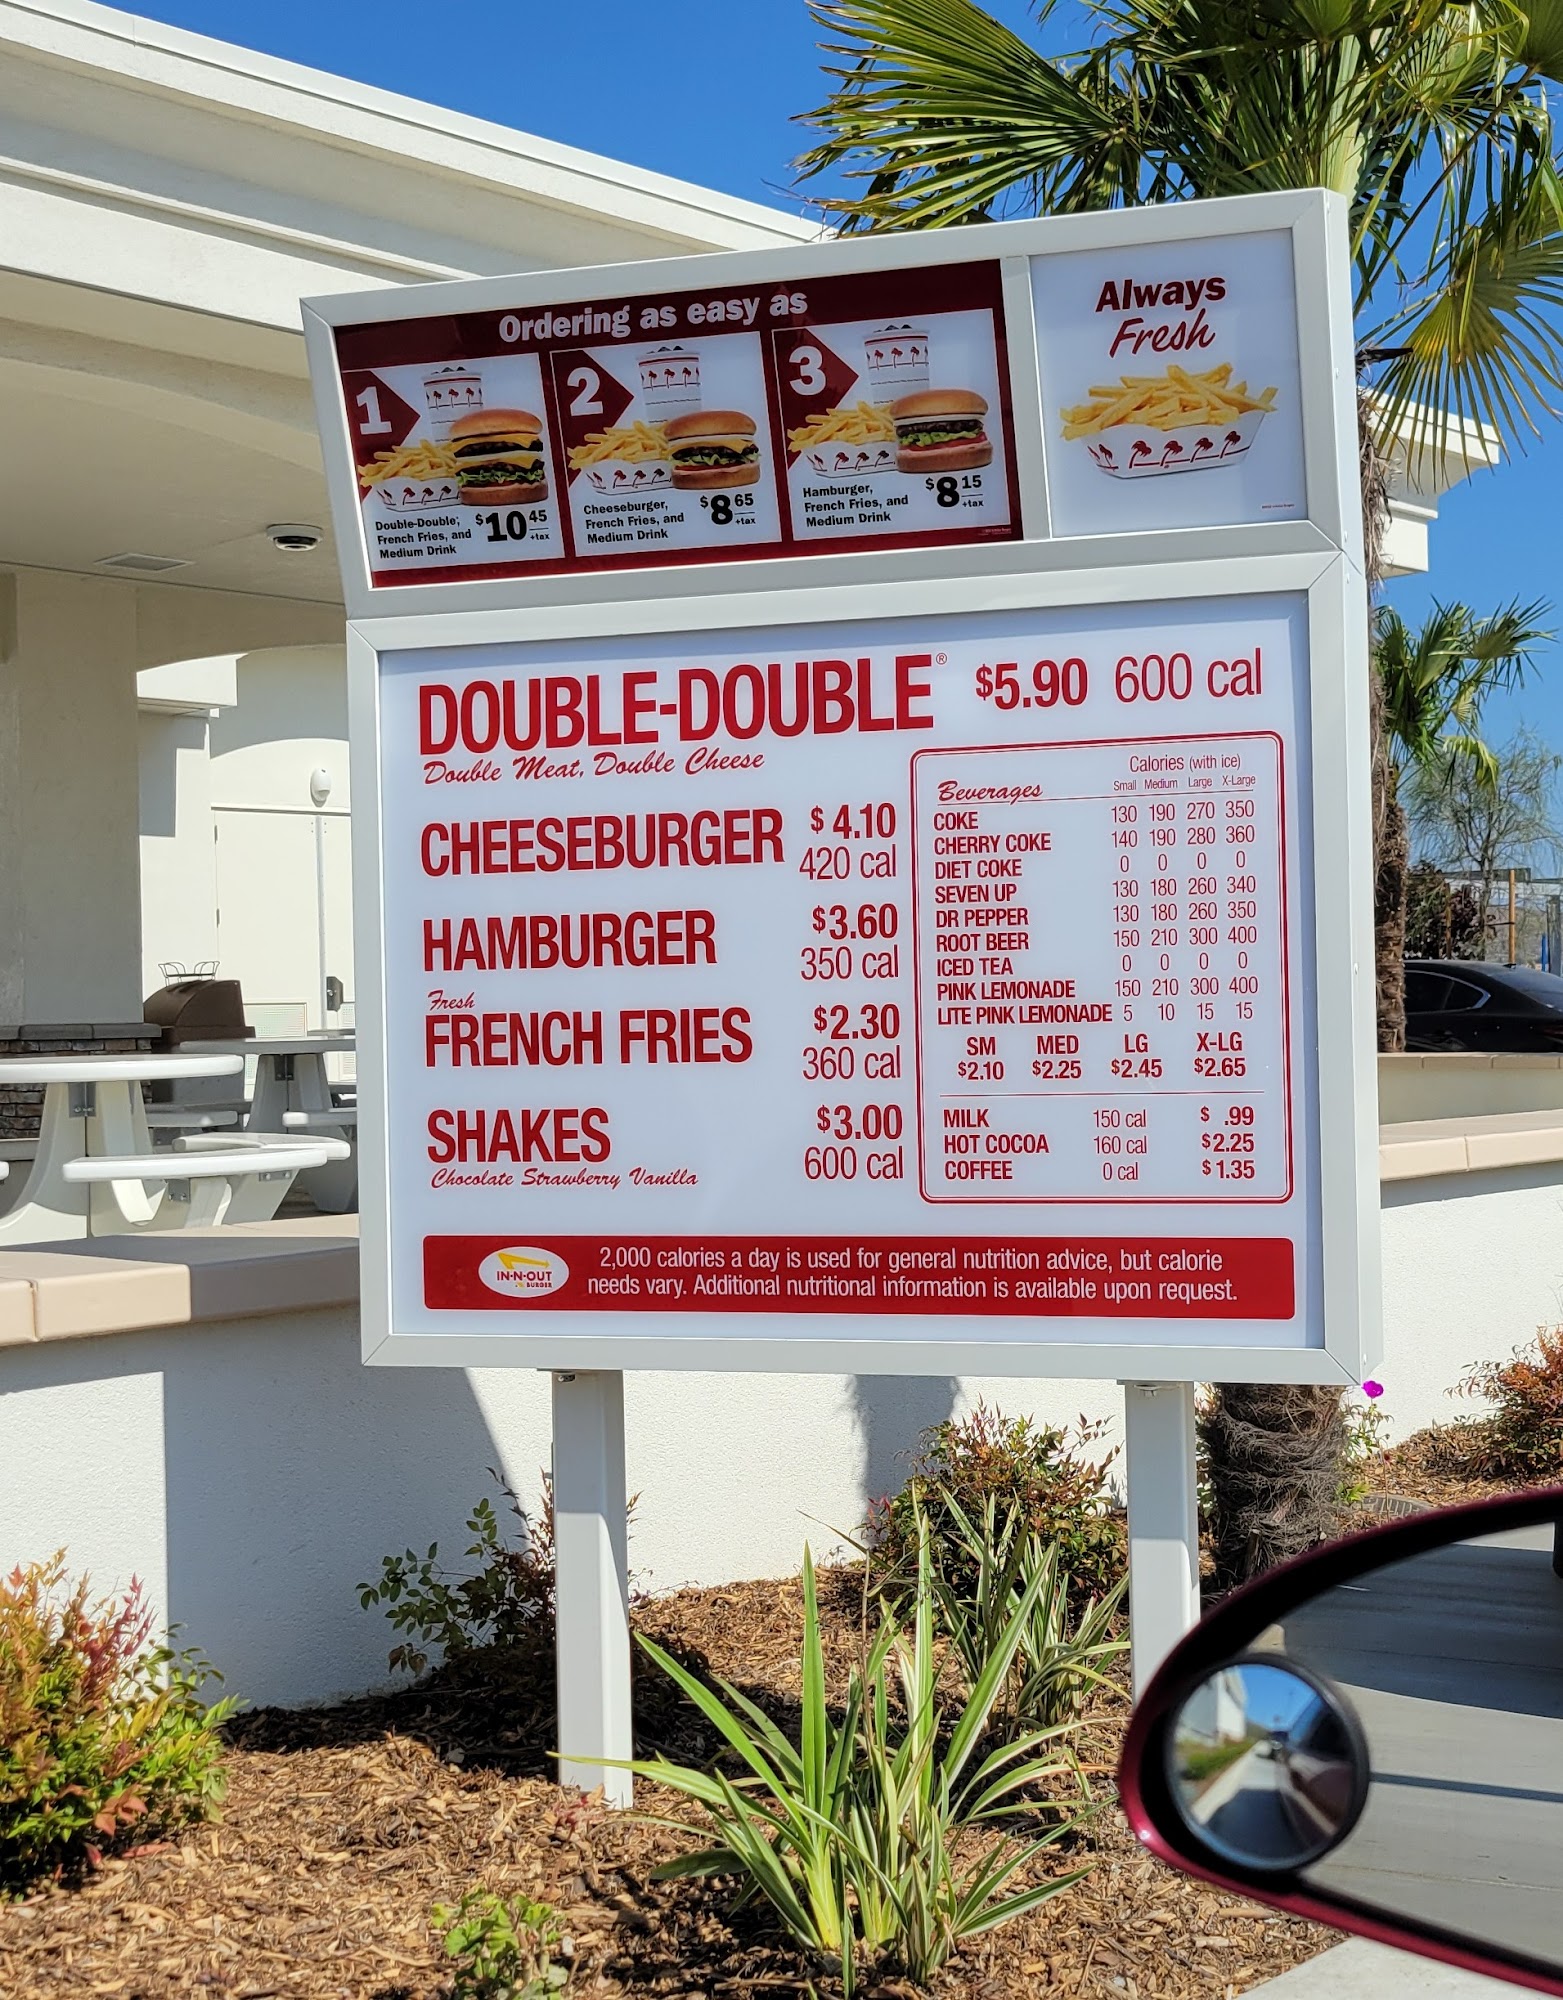 Ordering as easy as
1
Double-Double,
French Fries, and
Medium Drink
$10 45
+tax
2
Cheeseburger,
French Fries, and
Medium Drink
$8 65
+tax
3
Hamburger,
French Fries, and
Medium Drink
$8 15
+tax
Always
Fresh
DOUBLE-DOUBLE® $5.90 600 cal
Double Meat, Double Cheese
CHEESEBURGER $4.10
420 cal
HAMBURGER $3.60
350 cal
Fresh
FRENCH FRIES $2.30
360 cal
SHAKES $3.00
Chocolate Strawberry Vanilla 600 cal
Calories (with ice)
Beverages Small Medium Large X-Large
COKE 130 190 270 350
CHERRY COKE 140 190 280 360
DIET COKE 0 0 0 0
SEVEN UP 130 180 260 340
DR PEPPER 130 180 260 350
ROOT BEER 150 210 300 400
ICED TEA 0 0 0 0
PINK LEMONADE 150 210 300 400
LITE PINK LEMONADE 5 10 15 15
SM MED LG X-LG
$2.10 $2.25 $2.45 $2.65
MILK 150 cal $ .99
HOT COCOA 160 cal $2.25
COFFEE 0 cal $1.35
IN-N-OUT
BURGER
2,000 calories a day is used for general nutrition advice, but calorie
needs vary. Additional nutritional information is available upon request.